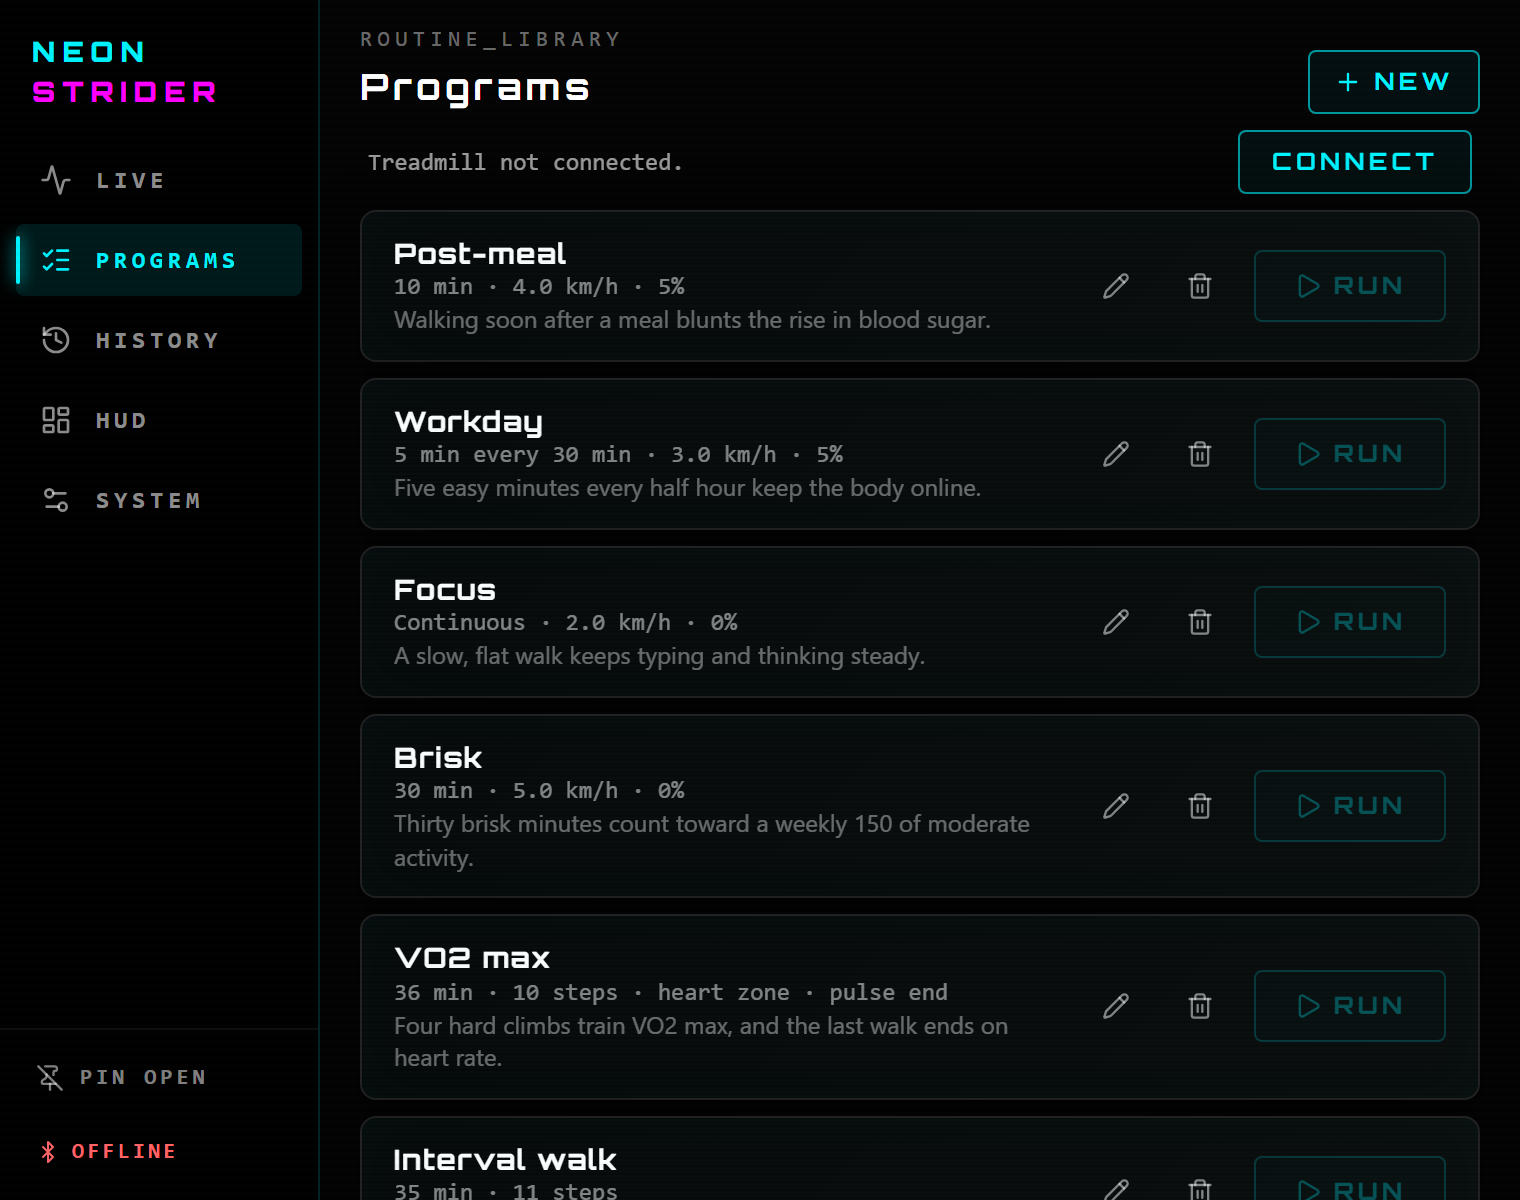 NEON
STRIDER
LIVE
PROGRAMS
HISTORY
HUD
SYSTEM
PIN OPEN
OFFLINE
ROUTINE_LIBRARY
Programs
+ NEW
Treadmill not connected.
CONNECT
Post-meal
10 min · 4.0 km/h · 5%
Walking soon after a meal blunts the rise in blood sugar.
RUN
Workday
5 min every 30 min · 3.0 km/h · 5%
Five easy minutes every half hour keep the body online.
RUN
Focus
Continuous · 2.0 km/h · 0%
A slow, flat walk keeps typing and thinking steady.
RUN
Brisk
30 min · 5.0 km/h · 0%
Thirty brisk minutes count toward a weekly 150 of moderate
activity.
RUN
VO2 max
36 min · 10 steps · heart zone · pulse end
Four hard climbs train VO2 max, and the last walk ends on
heart rate.
RUN
Interval walk
35 min · 11 steps
RUN